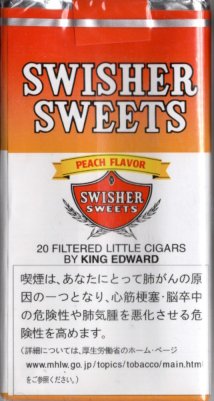 SWISHER
SWEETS
PEACH FLAVOR
SWISHER
SWEETS
20 FILTERED LITTLE CIGARS
BY KING EDWARD
喫煙は、あなたにとって肺がんの原
因の一つとなり、心筋梗塞・脳卒中
の危険性や肺気腫を悪化させる危
険性を高めます。
(詳細については、厚生労働省のホーム・ページ
www.mhlw.go.jp/topics/tobacco/main.html
をご参照ください。)